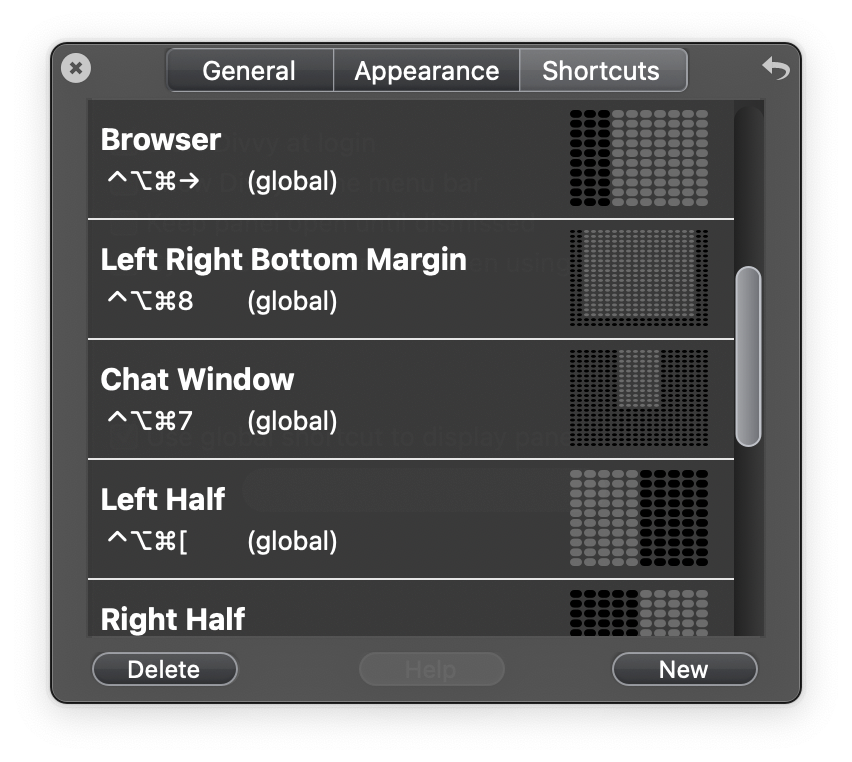 General Appearance Shortcuts
Browser
^⌥⌘→ (global)
Left Right Bottom Margin
^⌥⌘8 (global)
Chat Window
^⌥⌘7 (global)
Left Half
^⌥⌘[ (global)
Right Half
Delete Help New